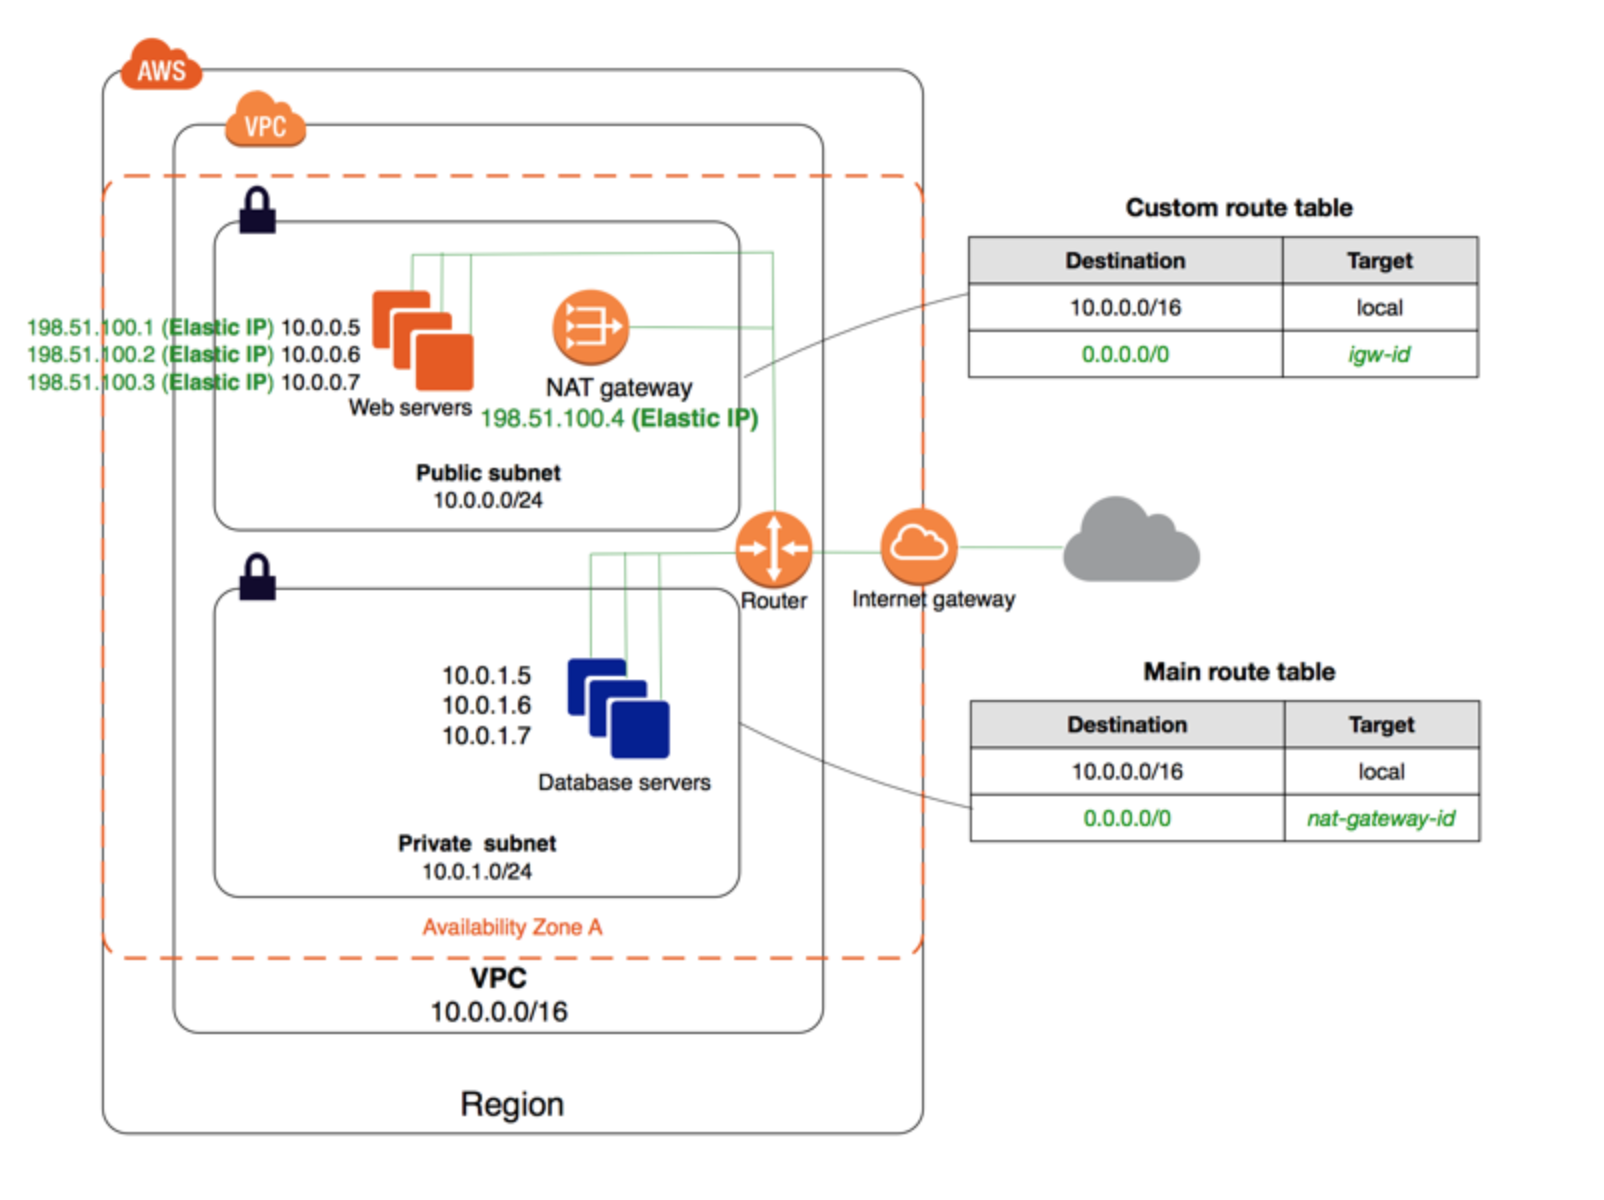 AWS
VPC
198.51.100.1 (Elastic IP) 10.0.0.5
198.51.100.2 (Elastic IP) 10.0.0.6
198.51.100.3 (Elastic IP) 10.0.0.7
Web servers
NAT gateway
198.51.100.4 (Elastic IP)
Public subnet
10.0.0.0/24
Router
Internet gateway
10.0.1.5
10.0.1.6
10.0.1.7
Database servers
Private subnet
10.0.1.0/24
Availability Zone A
VPC
10.0.0.0/16
Region
Custom route table
Destination Target
10.0.0.0/16 local
0.0.0.0/0 igw-id
Main route table
Destination Target
10.0.0.0/16 local
0.0.0.0/0 nat-gateway-id